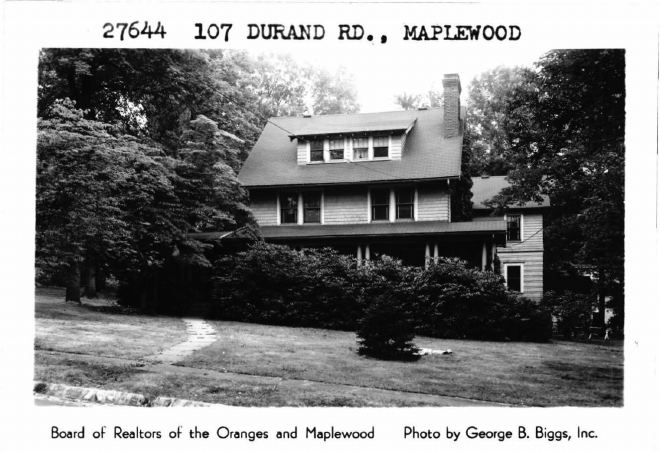 27644 107 DURAND RD., MAPLEWOOD
Board of Realtors of the Oranges and Maplewood Photo by George B. Biggs, Inc.